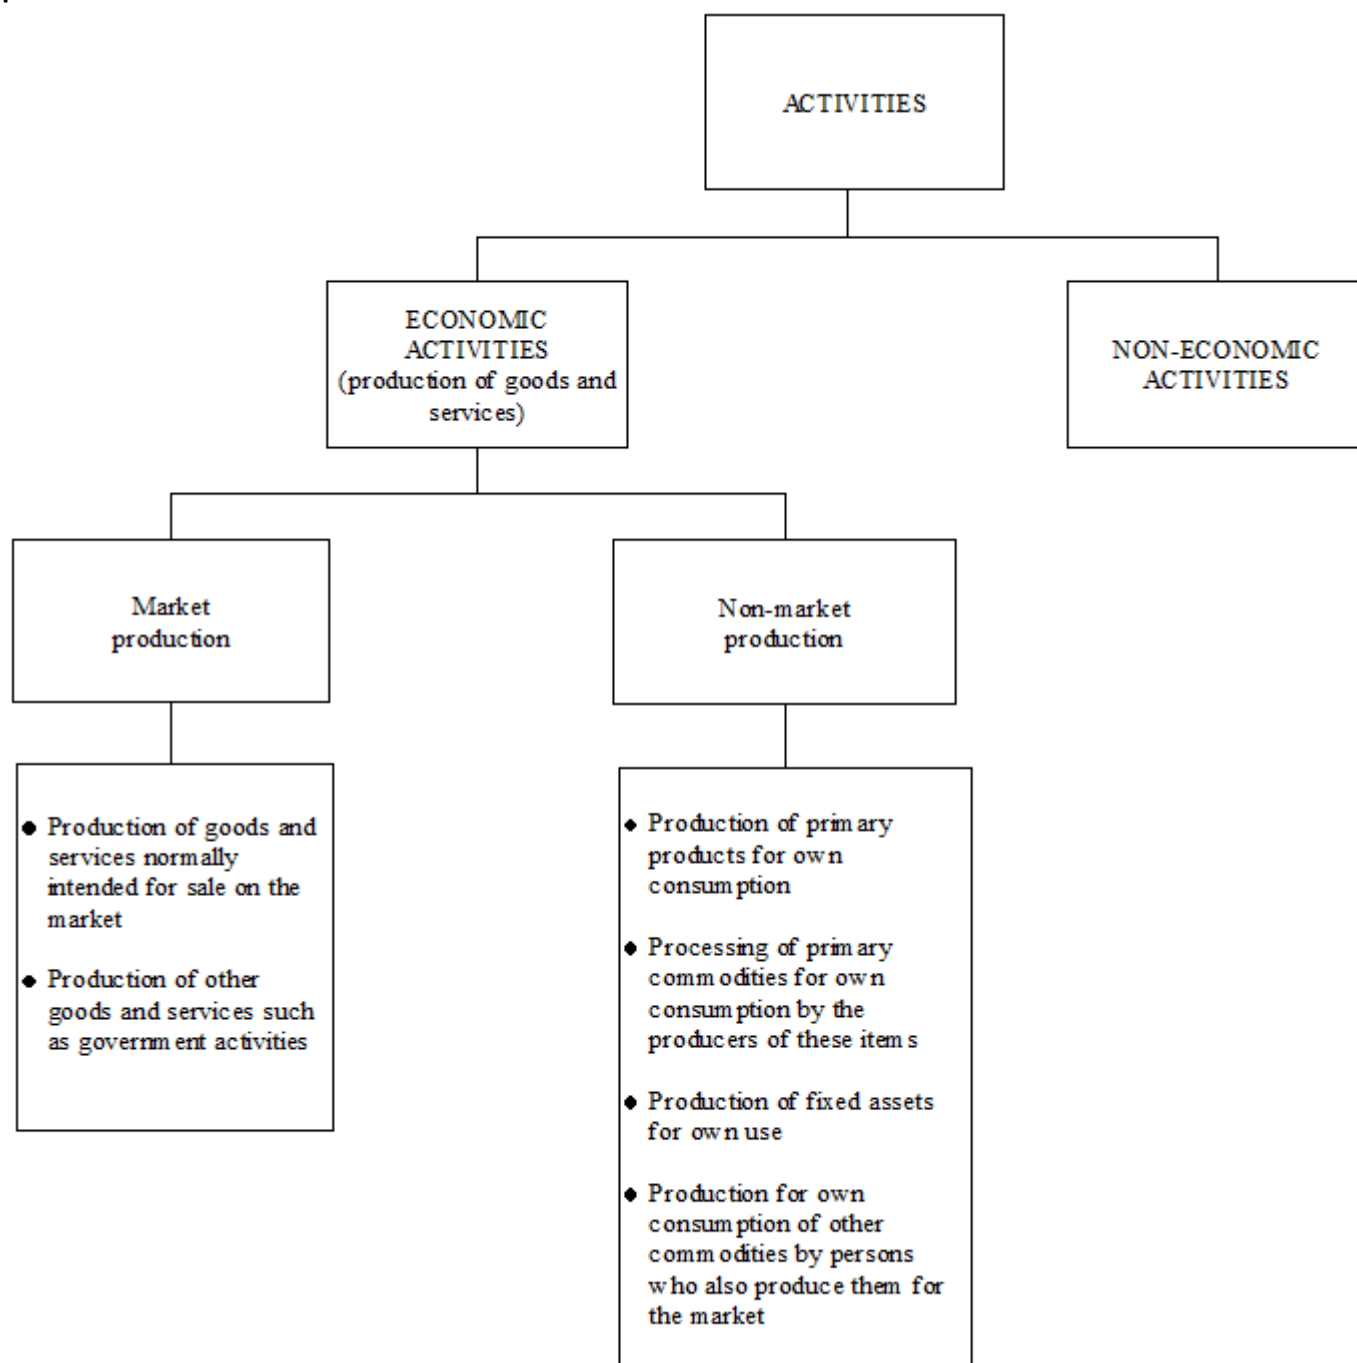 ACTIVITIES
ECONOMIC
ACTIVITIES
(production of goods and
services)
NON-ECONOMIC
ACTIVITIES
Market
production
Non-market
production
● Production of goods and
services normally
intended for sale on the
market
● Production of other
goods and services such
as government activities
● Production of primary
products for own
consumption
● Processing of primary
commodities for own
consumption by the
producers of these items
● Production of fixed assets
for own use
● Production for own
consumption of other
commodities by persons
who also produce them for
the market